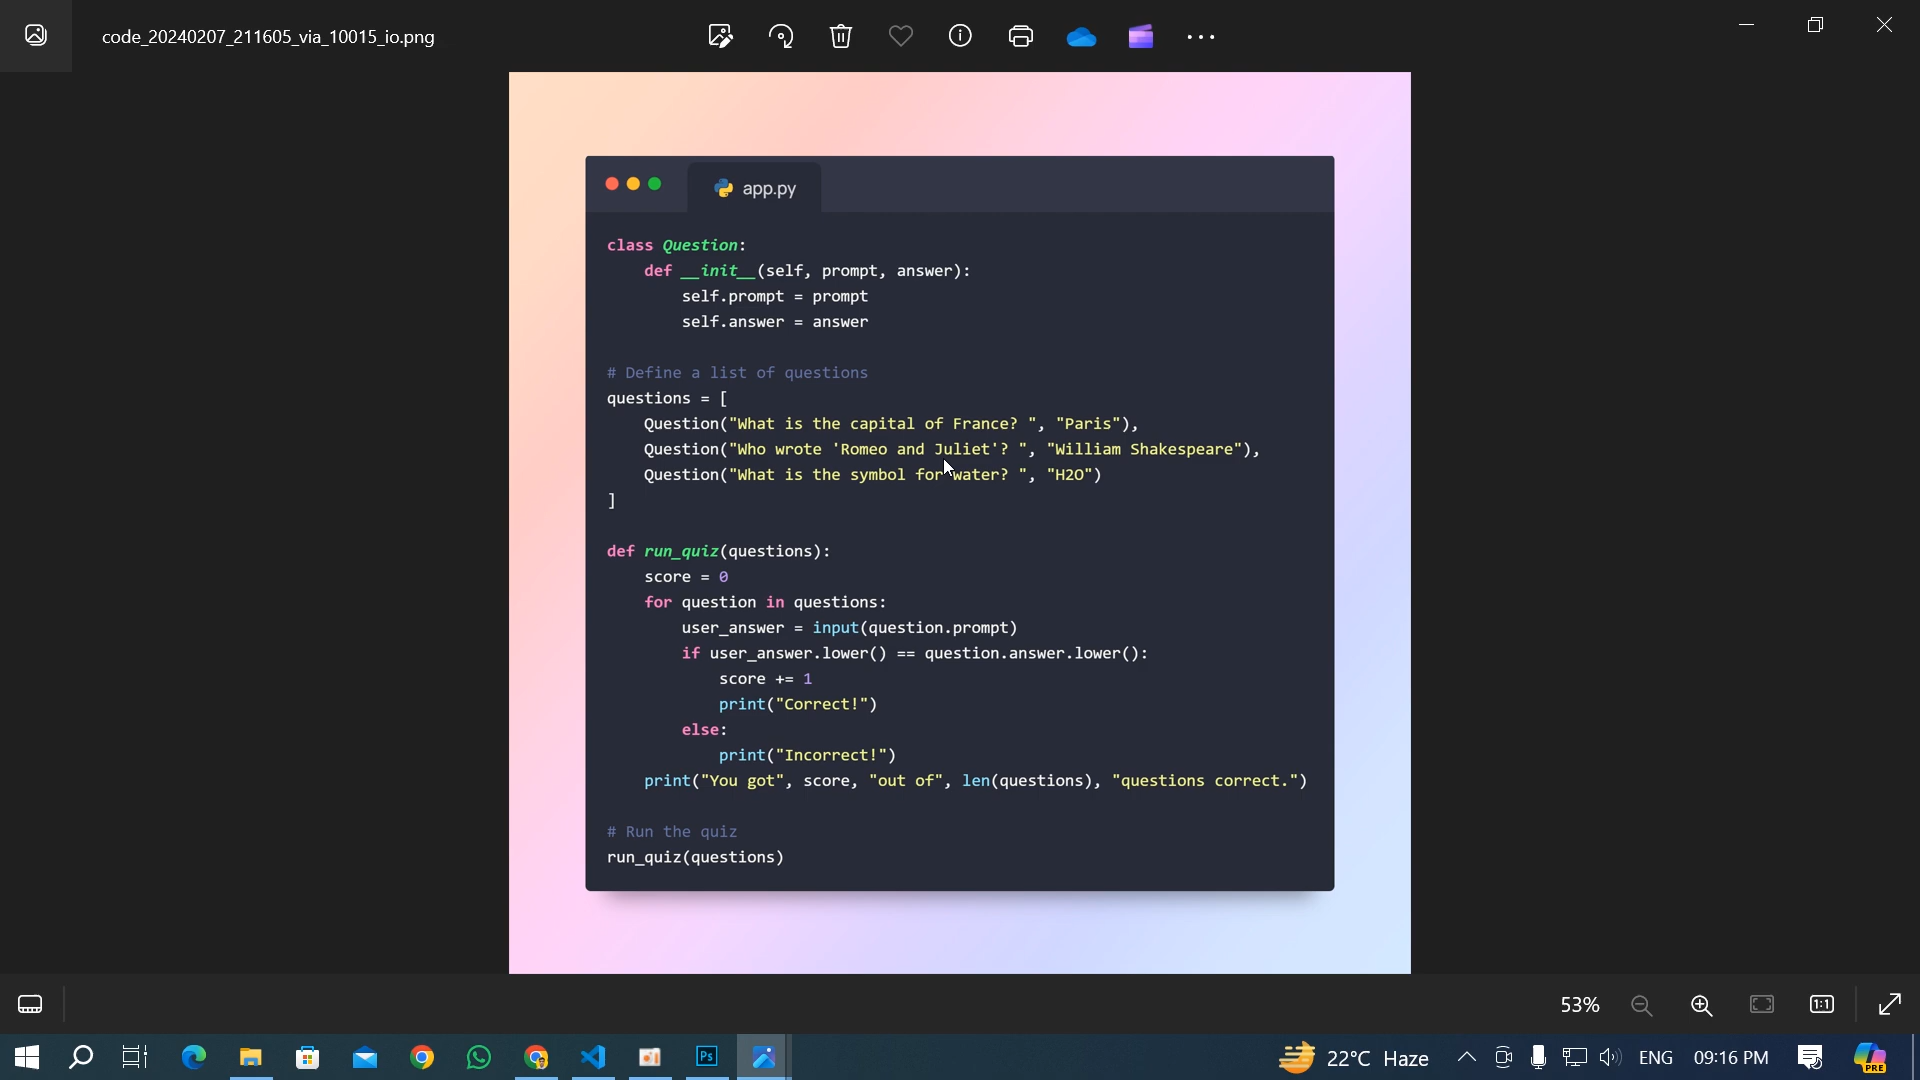 code_20240207_211605_via_10015_io.png
app.py
class Question:
    def __init__(self, prompt, answer):
        self.prompt = prompt
        self.answer = answer
# Define a list of questions
questions = [
    Question("What is the capital of France? ", "Paris"),
    Question("Who wrote 'Romeo and Juliet'? ", "William Shakespeare"),
    Question("What is the symbol for water? ", "H2O")
]
def run_quiz(questions):
    score = 0
    for question in questions:
        user_answer = input(question.prompt)
        if user_answer.lower() == question.answer.lower():
            score += 1
            print("Correct!")
        else:
            print("Incorrect!")
    print("You got", score, "out of", len(questions), "questions correct.")
# Run the quiz
run_quiz(questions)
53%
1:1
Ps
22°C Haze
ENG
09:16 PM
PRE